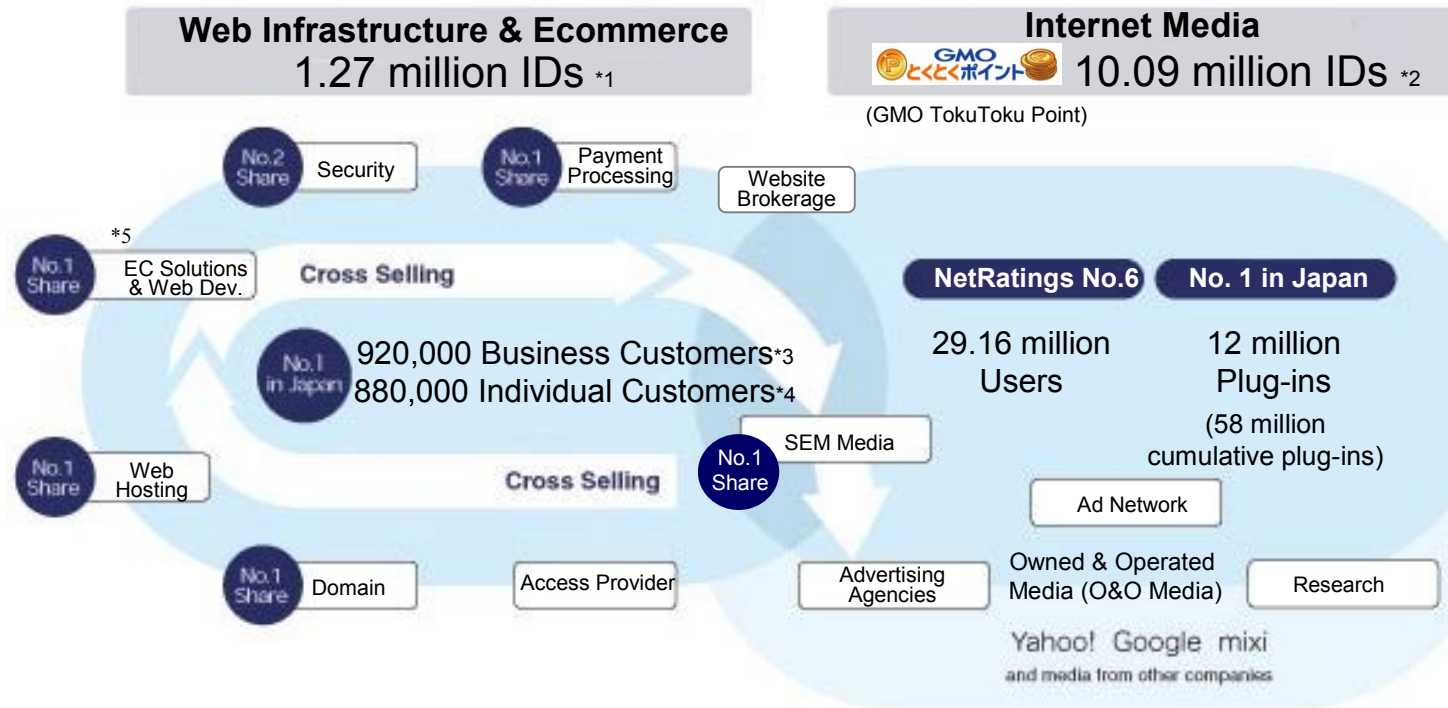 Web Infrastructure & Ecommerce
1.27 million IDs *1
Internet Media
GMO
とくとくポイント
10.09 million IDs *2
(GMO TokuToku Point)
No.2
Share
Security
No.1
Share
Payment
Processing
Website
Brokerage
*5
No.1
Share
EC Solutions
& Web Dev.
Cross Selling
NetRatings No.6
No. 1 in Japan
No.1
in Japan
920,000 Business Customers*3
880,000 Individual Customers*4
29.16 million
Users
12 million
Plug-ins
(58 million
cumulative plug-ins)
SEM Media
No.1
Share
No.1
Share
Web
Hosting
Cross Selling
Ad Network
No.1
Share
Domain
Access Provider
Advertising
Agencies
Owned & Operated
Media (O&O Media)
Research
Yahoo! Google mixi
and media from other companies